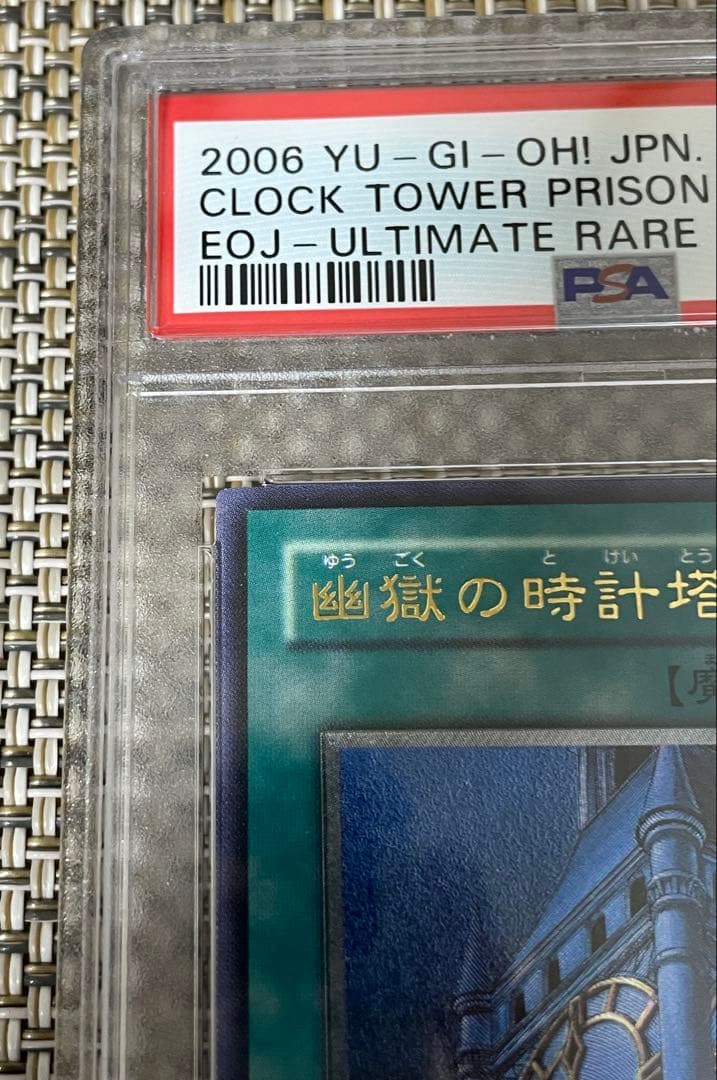 2006 YU-GI-OH! JPN.
CLOCK TOWER PRISON
EOJ-ULTIMATE RARE
PSA
ゆう ごく と けい とう
幽獄の時計塔
【魔